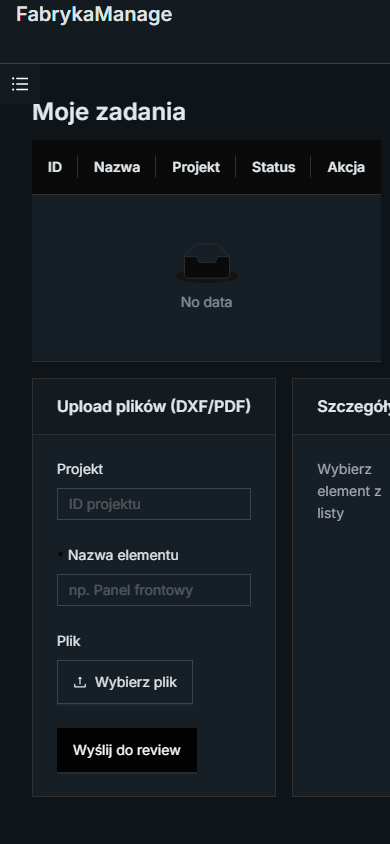 FabrykaManage
Moje zadania
ID Nazwa Projekt Status Akcja
No data
Upload plików (DXF/PDF)
Projekt
ID projektu
* Nazwa elementu
np. Panel frontowy
Plik
Wybierz plik
Wyślij do review
Szczegóły
Wybierz
element z
listy